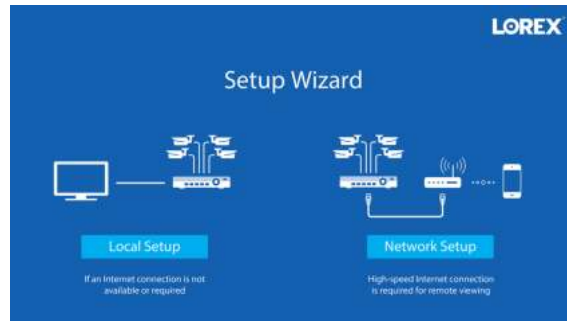 LOREX
Setup Wizard
Local Setup
Network Setup
If an Internet connection is not
available or required
High-speed Internet connection
is required for remote viewing